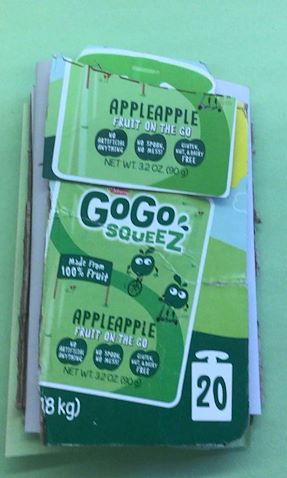 APPLEAPPLE
FRUIT ON THE GO
NO ARTIFICIAL ANYTHING
NO SPOON, NO MESS!
GLUTEN, NUT, & DAIRY FREE
NET WT. 3.2 OZ. (90 g)
GoGo
SQUEEZ
Made From
100% Fruit
APPLEAPPLE
FRUIT ON THE GO
NO ARTIFICIAL ANYTHING
NO SPOON, NO MESS!
GLUTEN, NUT, & DAIRY FREE
NET WT. 3.2 OZ. (90 g)
20
8 kg)